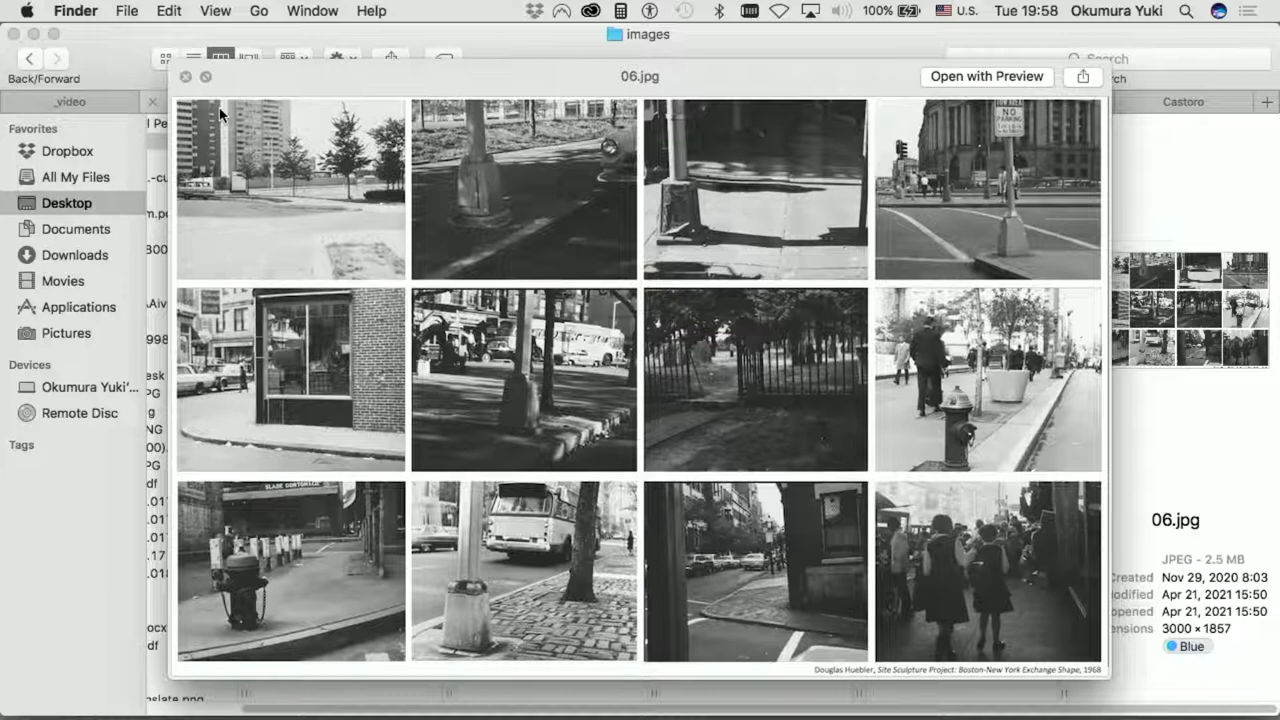 Finder File Edit View Go Window Help 100% U.S. Tue 19:58 Okumura Yuki
images
Search
Back/Forward
06.jpg
Open with Preview
_video
Castoro
Favorites
Dropbox
All My Files
Desktop
Documents
Downloads
Movies
Applications
Pictures
Devices
Okumura Yuki'...
Remote Disc
Tags
NO
PARKING
06.jpg
JPEG - 2.5 MB
Created Nov 29, 2020 8:03
Apr 21, 2021 15:50
Apr 21, 2021 15:50
3000 × 1857
Blue
Douglas Huebler, Site Sculpture Project: Boston-New York Exchange Shape, 1968